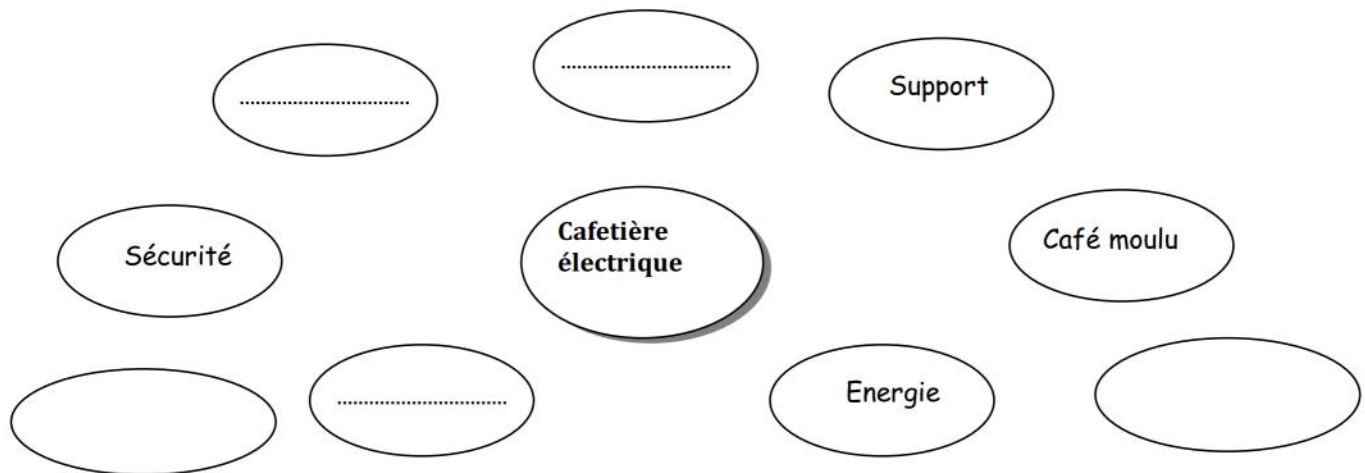 Support
Café moulu
Sécurité
Cafetière
électrique
Energie